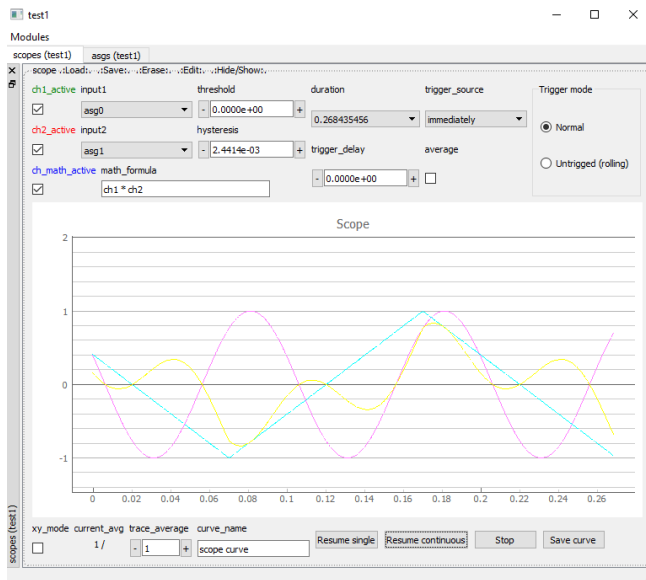 test1
Modules
scopes (test1) asgs (test1)
scope .:Load:. .:Save:. .:Erase:. .:Edit:. .:Hide/Show:.
ch1_active input1 threshold duration trigger_source Trigger mode
asg0 - 0.0000e+00 + 0.268435456 immediately Normal
ch2_active input2 hysteresis trigger_delay average
asg1 - 2.4414e-03 + Untrigged (rolling)
ch_math_active math_formula - 0.0000e+00 +
ch1 * ch2
Scope
2
1
0
-1
0 0.02 0.04 0.06 0.08 0.1 0.12 0.14 0.16 0.18 0.2 0.22 0.24 0.26
xy_mode current_avg trace_average curve_name
1 / - 1 + scope curve Resume single Resume continuous Stop Save curve
scopes (test1)